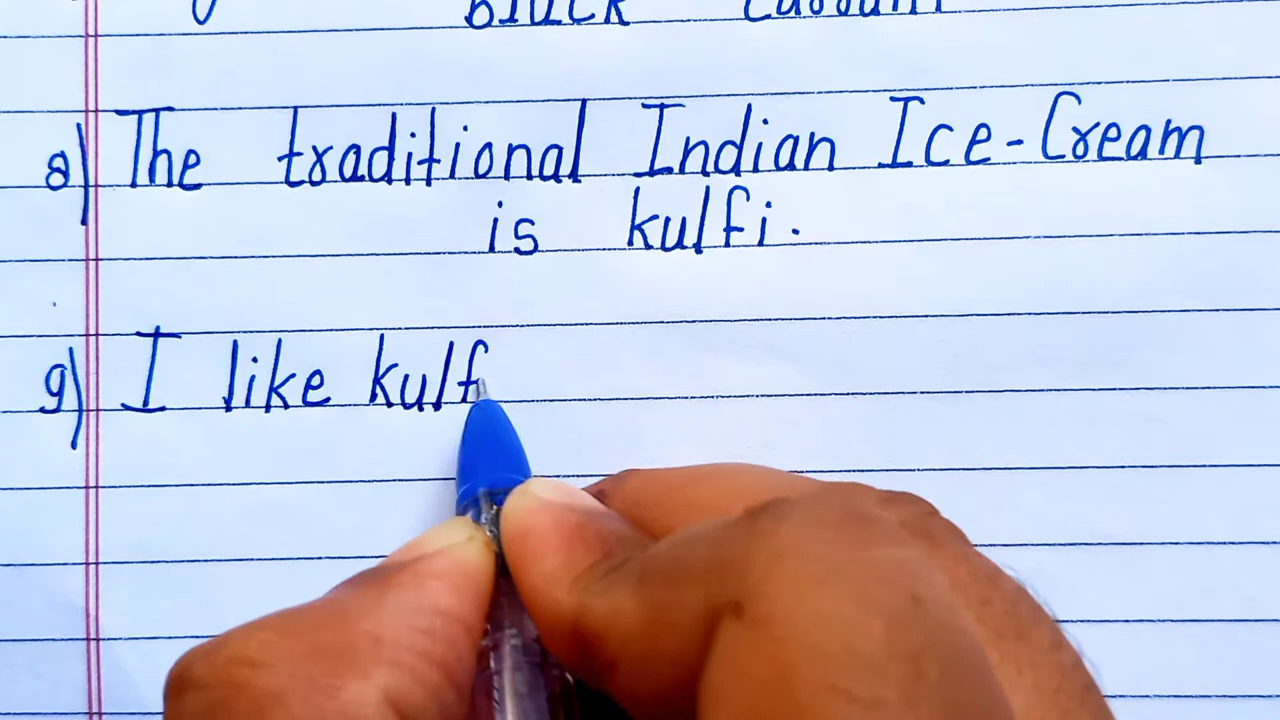 8) The traditional Indian Ice-Cream
is kulfi.
9) I like kulf